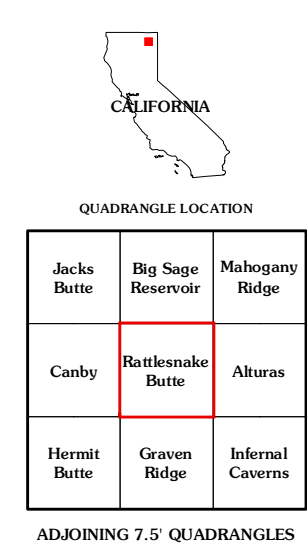 CALIFORNIA
QUADRANGLE LOCATION
Jacks
Butte
Big Sage
Reservoir
Mahogany
Ridge
Canby
Rattlesnake
Butte
Alturas
Hermit
Butte
Graven
Ridge
Infernal
Caverns
ADJOINING 7.5' QUADRANGLES